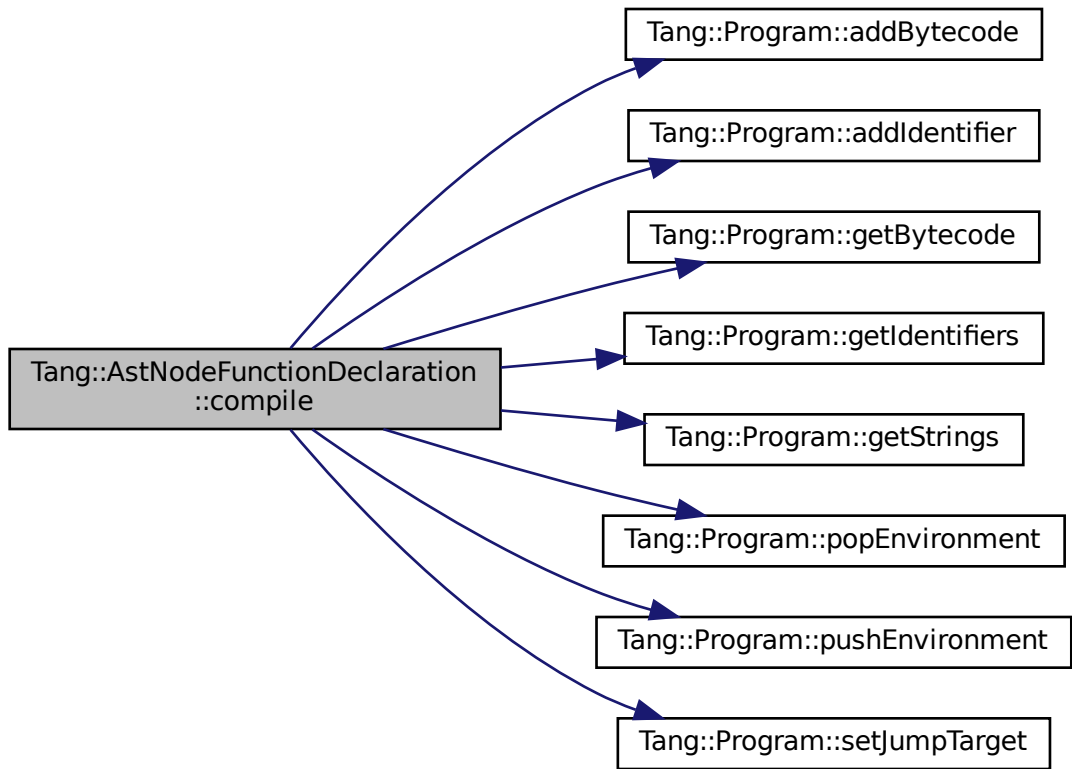 Tang::Program::addBytecode
Tang::Program::addIdentifier
Tang::Program::getBytecode
Tang::Program::getIdentifiers
Tang::AstNodeFunctionDeclaration
::compile
Tang::Program::getStrings
Tang::Program::popEnvironment
Tang::Program::pushEnvironment
Tang::Program::setJumpTarget